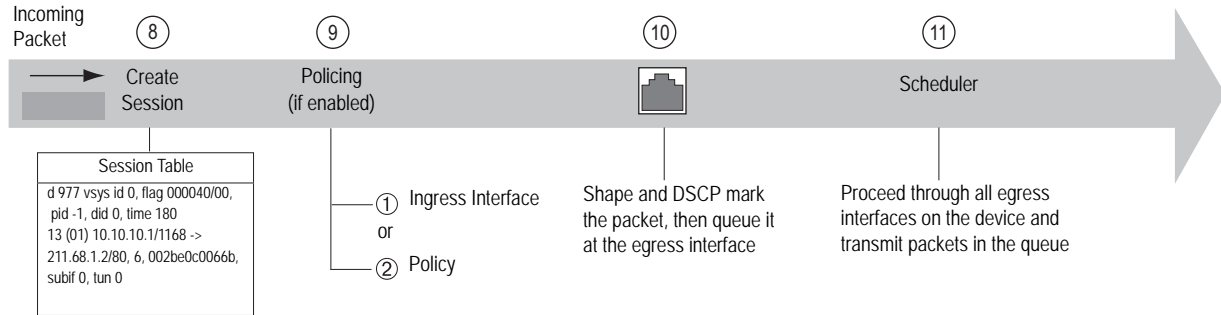 Incoming
Packet
8
9
10
11
Create
Session
Policing
(if enabled)
Scheduler
Session Table
d 977 vsys id 0, flag 000040/00,
pid -1, did 0, time 180
13 (01) 10.10.10.1/1168 ->
211.68.1.2/80, 6, 002be0c0066b,
subif 0, tun 0
1 Ingress Interface
or
2 Policy
Shape and DSCP mark
the packet, then queue it
at the egress interface
Proceed through all egress
interfaces on the device and
transmit packets in the queue